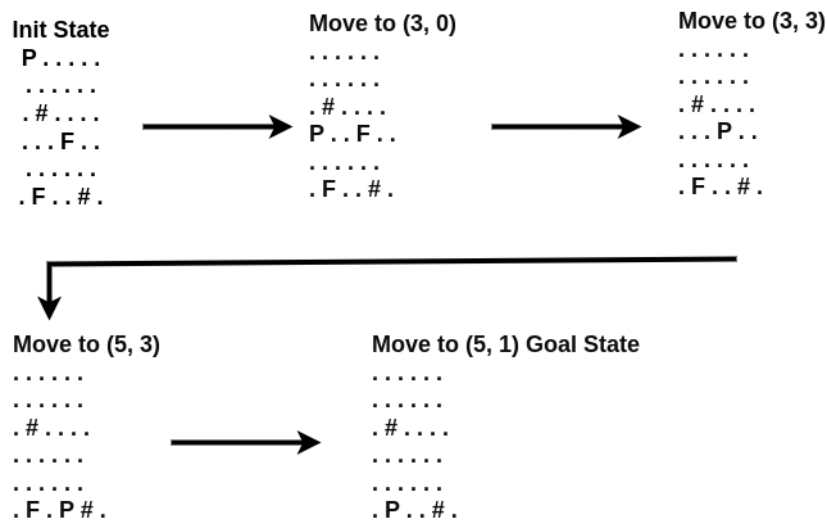 Init State
P . . . . .
. . . . . .
. # . . . .
. . . F . .
. . . . . .
. F . . # .
Move to (3, 0)
. . . . . .
. . . . . .
. # . . . .
P . . F . .
. . . . . .
. F . . # .
Move to (3, 3)
. . . . . .
. . . . . .
. # . . . .
. . . P . .
. . . . . .
. F . . # .
Move to (5, 3)
. . . . . .
. . . . . .
. # . . . .
. . . . . .
. . . . . .
. F . P # .
Move to (5, 1) Goal State
. . . . . .
. . . . . .
. # . . . .
. . . . . .
. . . . . .
. P . . # .